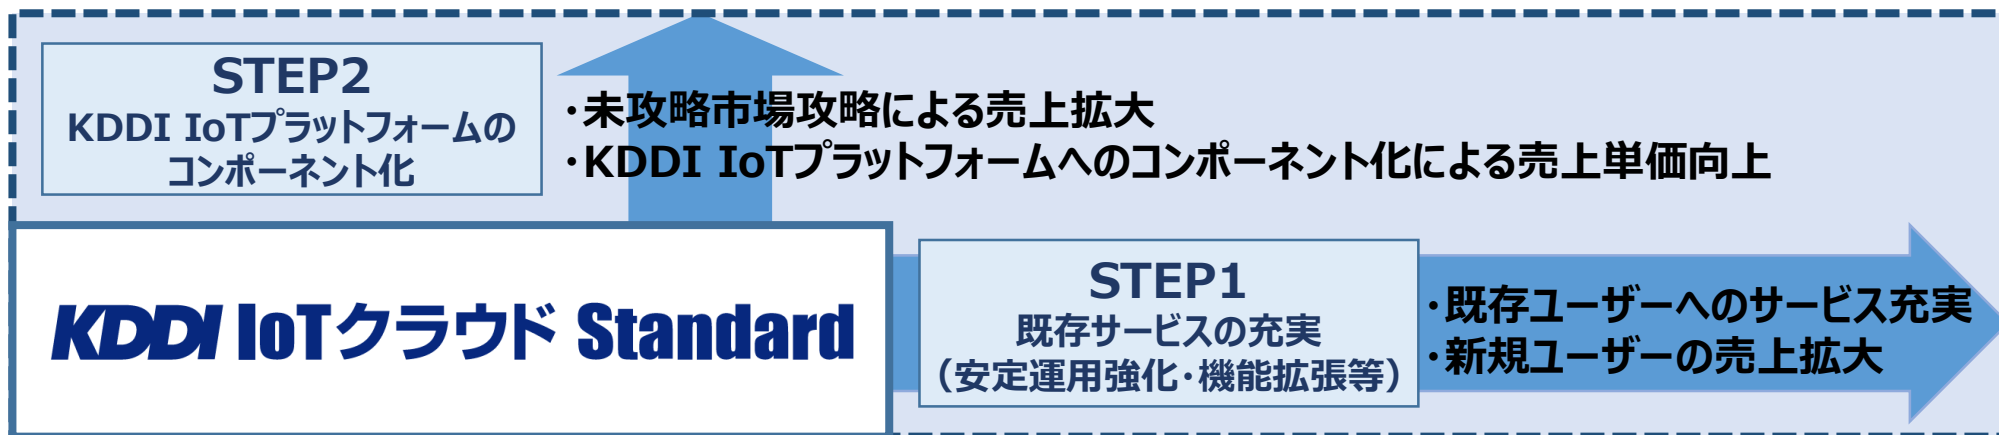 STEP2
KDDI IoTプラットフォームの
コンポーネント化
・未攻略市場攻略による売上拡大
・KDDI IoTプラットフォームへのコンポーネント化による売上単価向上
KDDI IoTクラウド Standard
STEP1
既存サービスの充実
（安定運用強化・機能拡張等）
・既存ユーザーへのサービス充実
・新規ユーザーの売上拡大